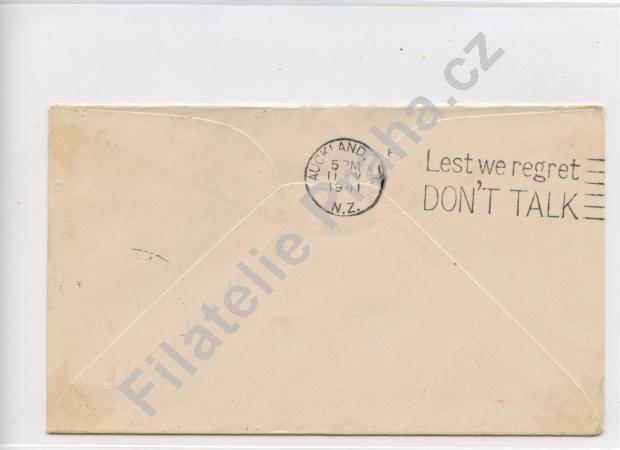 AUCKLAND
5 PM
1941
N.Z.
Lest we regret
DON'T TALK
Filatelie Praha.cz